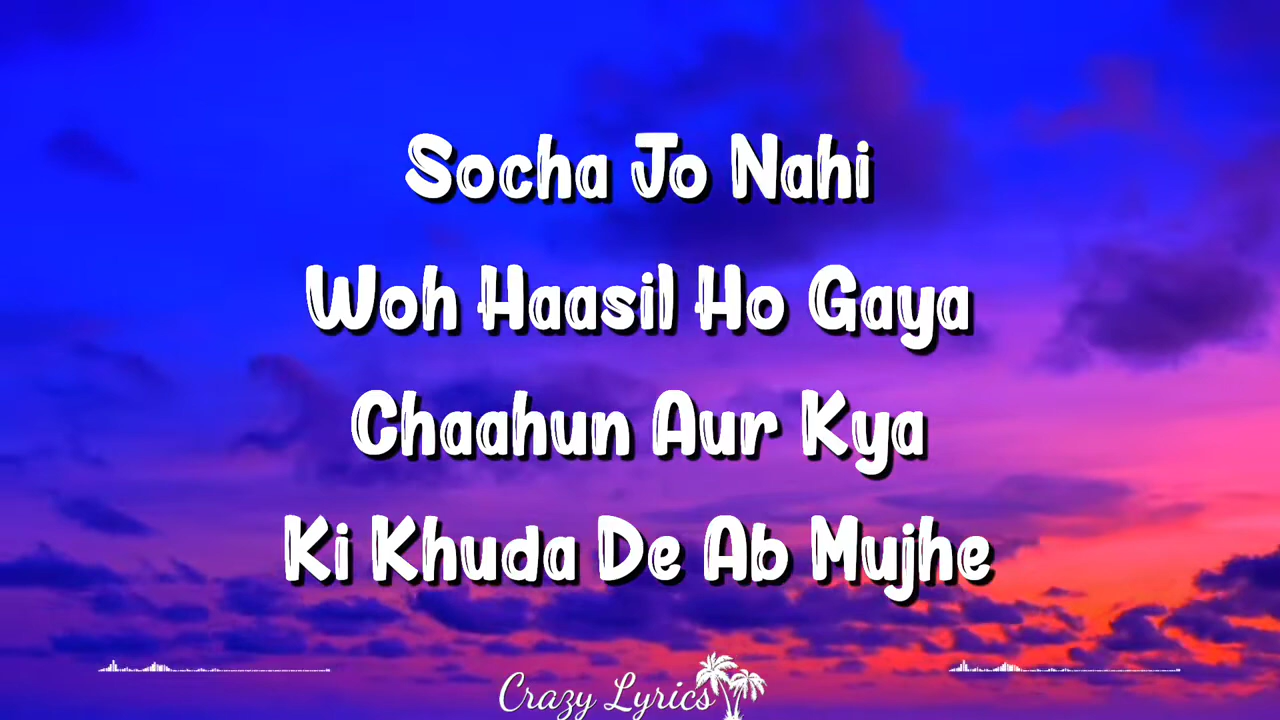 Socha Jo Nahi
Woh Haasil Ho Gaya
Chaahun Aur Kya
Ki Khuda De Ab Mujhe
Crazy Lyrics